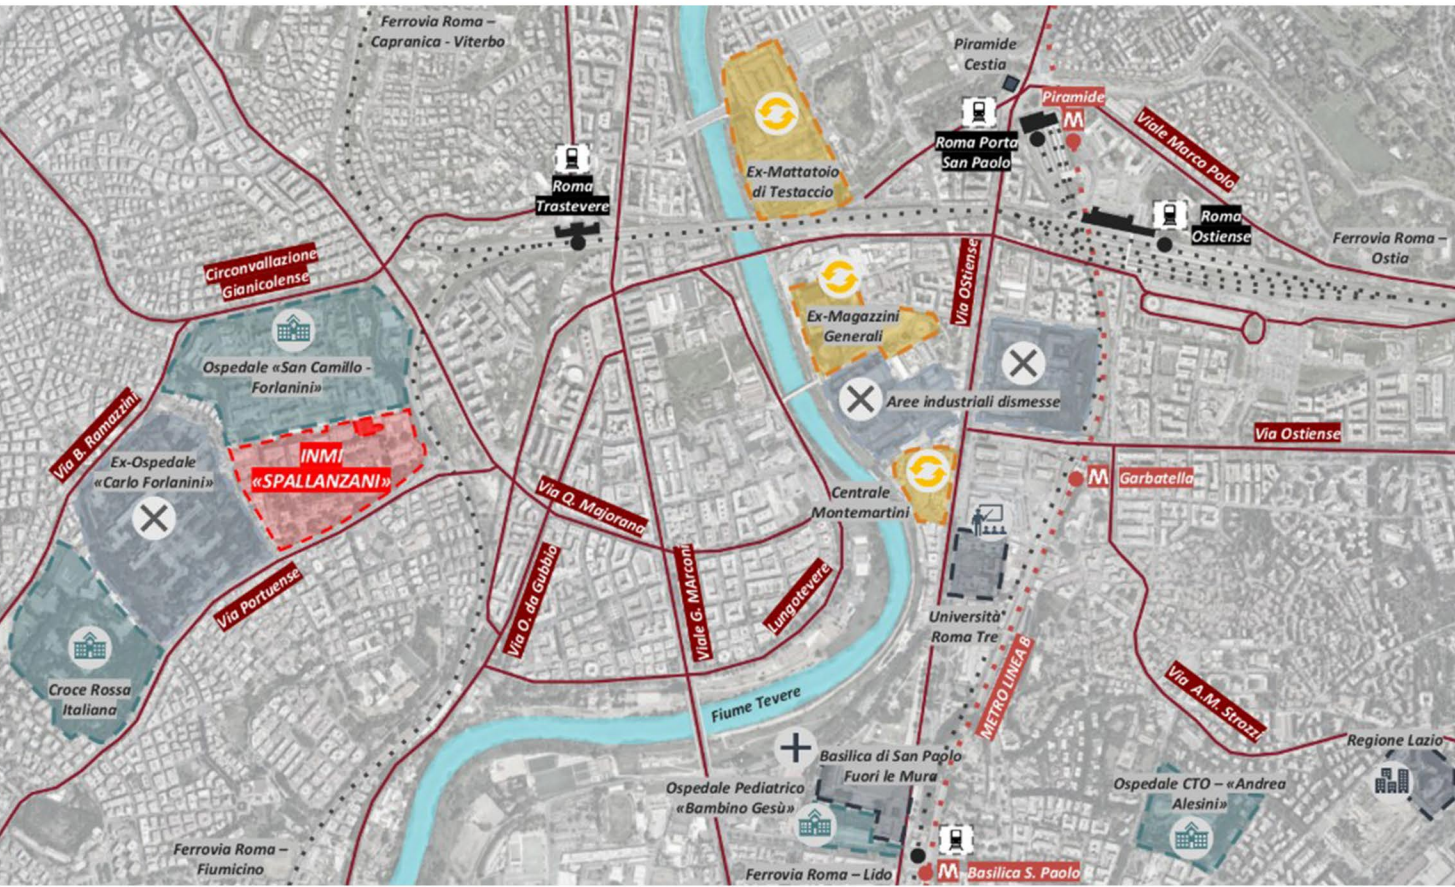 Ferrovia Roma –
Capranica - Viterbo
Piramide
Cestia
Piramide
M
Viale Marco Polo
Roma Porta
San Paolo
Ex-Mattatoio
di Testaccio
Roma
Trastevere
Roma
Ostiense
Ferrovia Roma –
Ostia
Circonvallazione
Gianicolense
Via Ostiense
Ex-Magazzini
Generali
Ospedale «San Camillo -
Forlanini»
Aree industriali dismesse
Via B. Ramazzini
Via Ostiense
INMI
«SPALLANZANI»
Ex-Ospedale
«Carlo Forlanini»
M Garbatella
Centrale
Montemartini
Via Q. Majorana
Via O. da Gubbio
Viale G. MArconi
Lungotevere
Via Portuense
Università
Roma Tre
METRO LINEA B
Croce Rossa
Italiana
Fiume Tevere
Via A.M. Strozzi
Regione Lazio
Basilica di San Paolo
Fuori le Mura
Ospedale Pediatrico
«Bambino Gesù»
Ospedale CTO – «Andrea
Alesini»
Ferrovia Roma –
Fiumicino
Ferrovia Roma – Lido
M Basilica S. Paolo